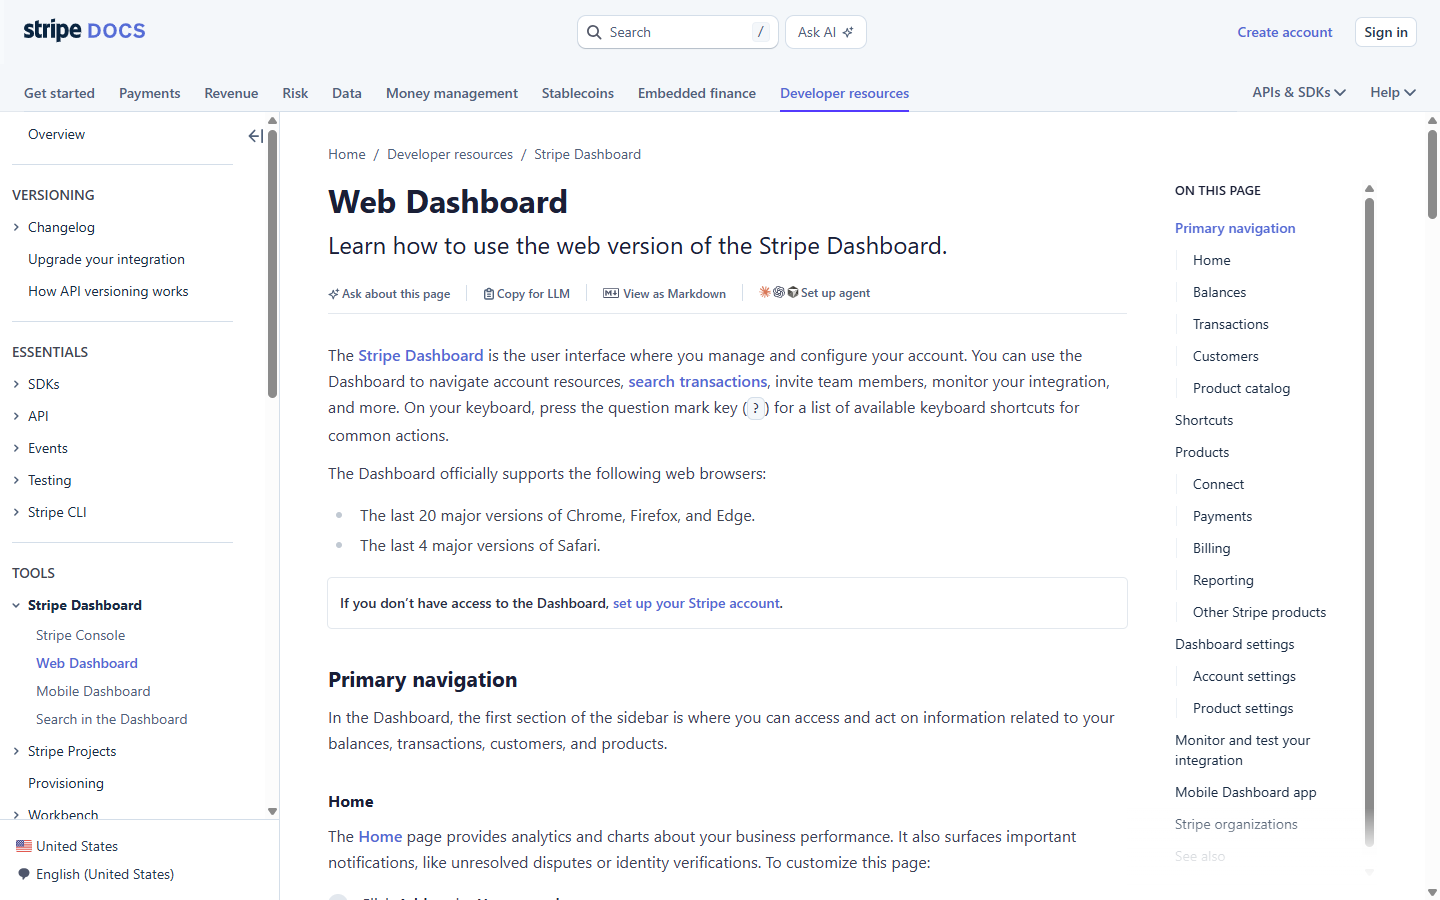 stripe DOCS
Search /
Ask AI
Create account
Sign in
Get started
Payments
Revenue
Risk
Data
Money management
Stablecoins
Embedded finance
Developer resources
APIs & SDKs
Help
Overview
VERSIONING
Changelog
Upgrade your integration
How API versioning works
ESSENTIALS
SDKs
API
Events
Testing
Stripe CLI
TOOLS
Stripe Dashboard
Stripe Console
Web Dashboard
Mobile Dashboard
Search in the Dashboard
Stripe Projects
Provisioning
Workbench
United States
English (United States)
Home / Developer resources / Stripe Dashboard
Web Dashboard
Learn how to use the web version of the Stripe Dashboard.
Ask about this page
Copy for LLM
View as Markdown
Set up agent
The Stripe Dashboard is the user interface where you manage and configure your account. You can use the
Dashboard to navigate account resources, search transactions, invite team members, monitor your integration,
and more. On your keyboard, press the question mark key (?) for a list of available keyboard shortcuts for
common actions.
The Dashboard officially supports the following web browsers:
The last 20 major versions of Chrome, Firefox, and Edge.
The last 4 major versions of Safari.
If you don’t have access to the Dashboard, set up your Stripe account.
Primary navigation
In the Dashboard, the first section of the sidebar is where you can access and act on information related to your
balances, transactions, customers, and products.
Home
The Home page provides analytics and charts about your business performance. It also surfaces important
notifications, like unresolved disputes or identity verifications. To customize this page:
ON THIS PAGE
Primary navigation
Home
Balances
Transactions
Customers
Product catalog
Shortcuts
Products
Connect
Payments
Billing
Reporting
Other Stripe products
Dashboard settings
Account settings
Product settings
Monitor and test your
integration
Mobile Dashboard app
Stripe organizations
See also